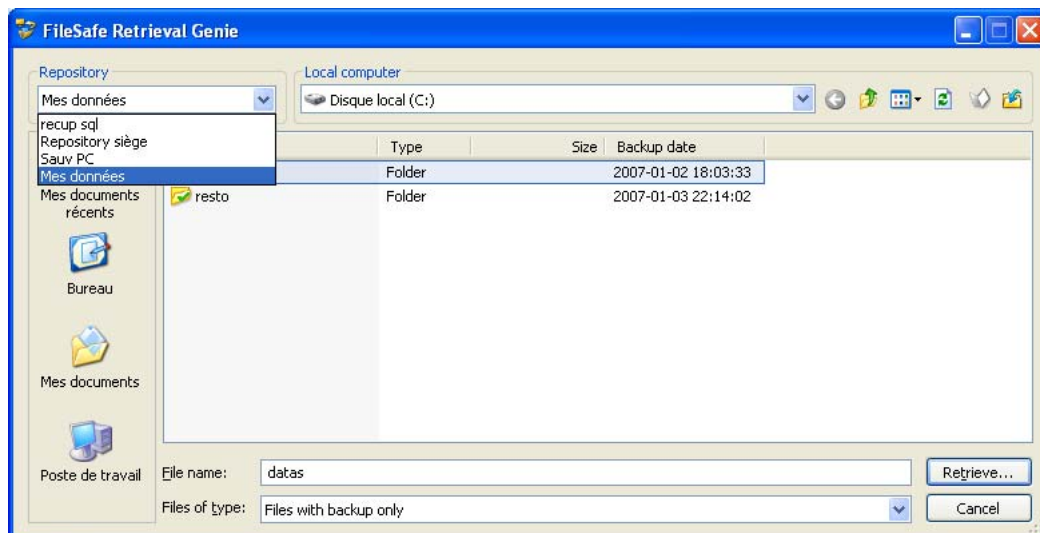 FileSafe Retrieval Genie
Repository
Local computer
Mes données
Disque local (C:)
recup sql
Repository siège
Sauv PC
Mes données
Type Size Backup date
Folder 2007-01-02 18:03:33
resto Folder 2007-01-03 22:14:02
Mes documents
récents
Bureau
Mes documents
Poste de travail
File name: datas Retrieve...
Files of type: Files with backup only Cancel